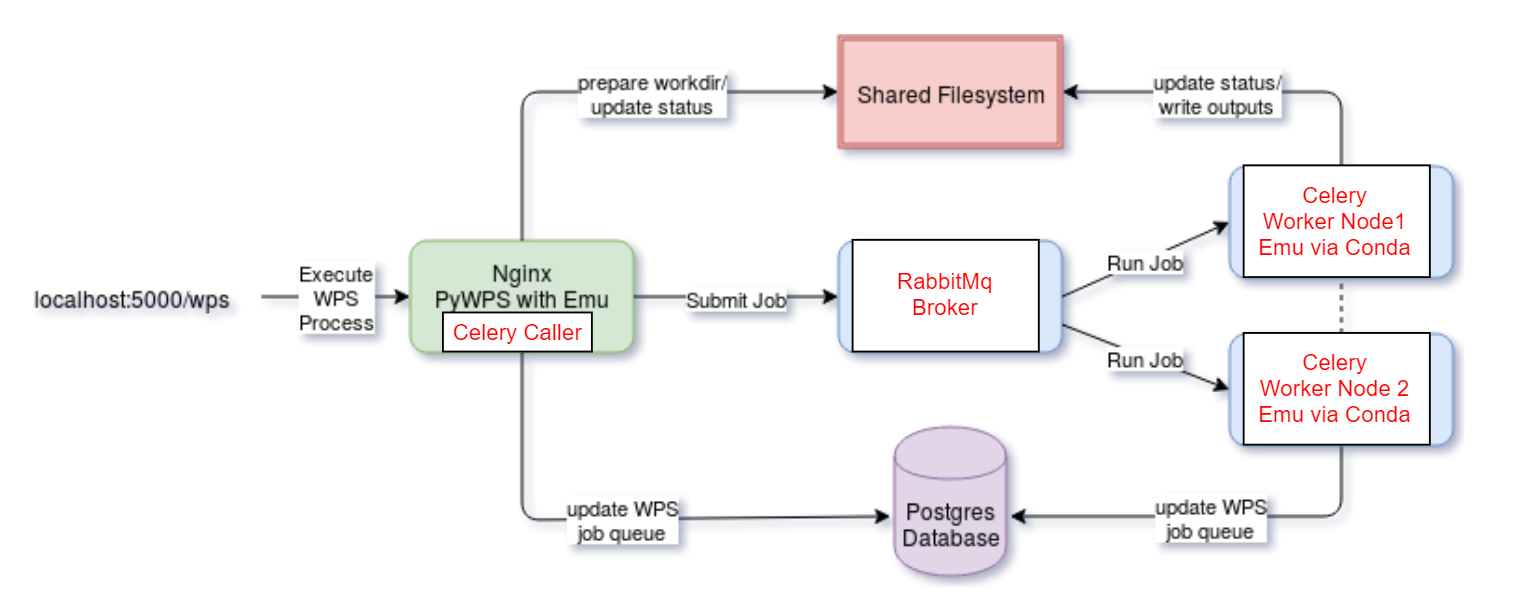 prepare workdir/
update status
Shared Filesystem
update status/
write outputs
Celery
Worker Node1
Emu via Conda
localhost:5000/wps
Execute
WPS
Process
Nginx
PyWPS with Emu
Celery Caller
Submit Job
RabbitMq
Broker
Run Job
Run Job
Celery
Worker Node 2
Emu via Conda
update WPS
job queue
Postgres
Database
update WPS
job queue